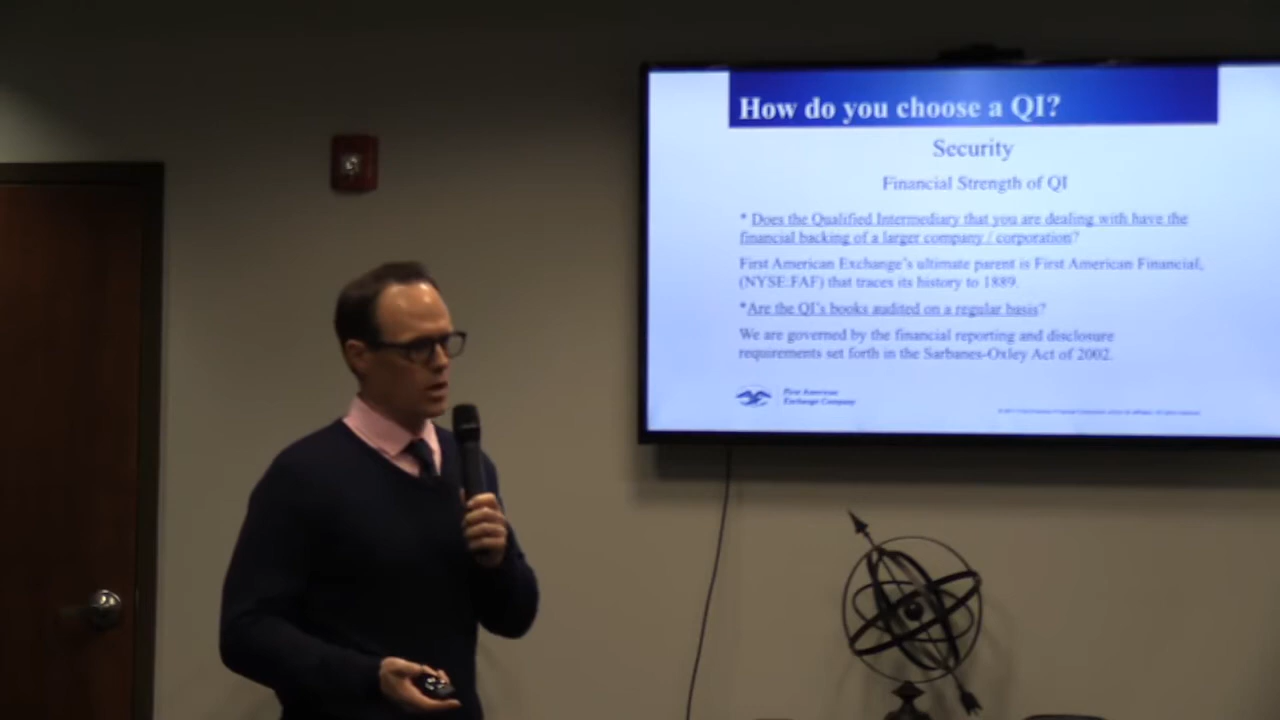 How do you choose a QI?
Security
Financial Strength of QI
* Does the Qualified Intermediary that you are dealing with have the
financial backing of a larger company / corporation?
First American Exchange's ultimate parent is First American Financial,
(NYSE:FAF) that traces its history to 1889.
*Are the QI's books audited on a regular basis?
We are governed by the financial reporting and disclosure
requirements set forth in the Sarbanes-Oxley Act of 2002.
First American
Exchange Company